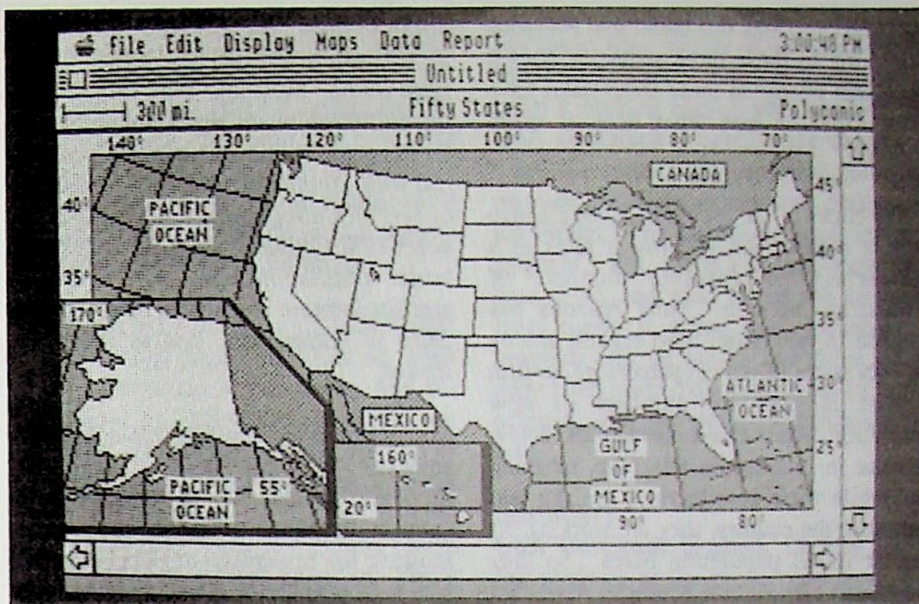 File Edit Display Maps Data Report 3:00:48 PM
Untitled
300 mi. Fifty States Polyconic
140° 130° 120° 110° 100° 90° 80° 70°
CANADA
45°
40°
PACIFIC
OCEAN
40°
35°
170°
35°
ATLANTIC
OCEAN
30°
MEXICO
GULF
OF
MEXICO
25°
160°
PACIFIC
OCEAN
55°
20°
90° 80°